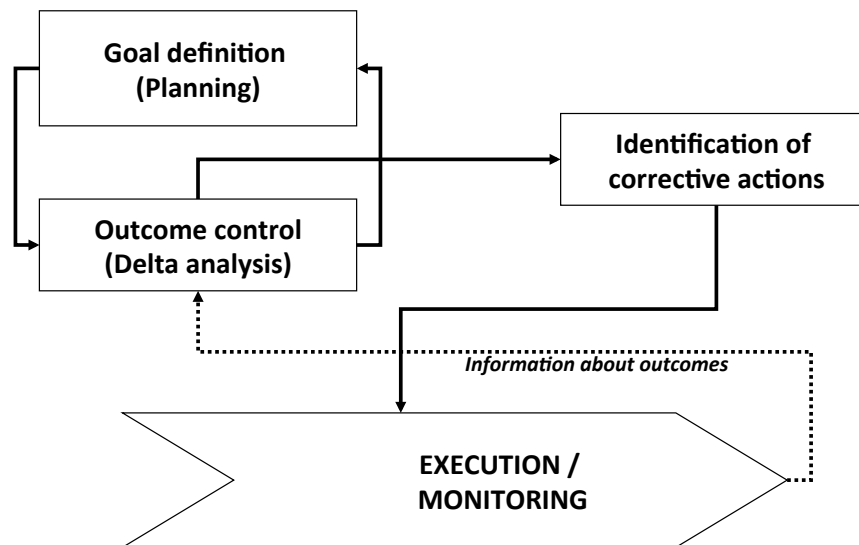 Goal definition
(Planning)
Identification of
corrective actions
Outcome control
(Delta analysis)
Information about outcomes
EXECUTION /
MONITORING